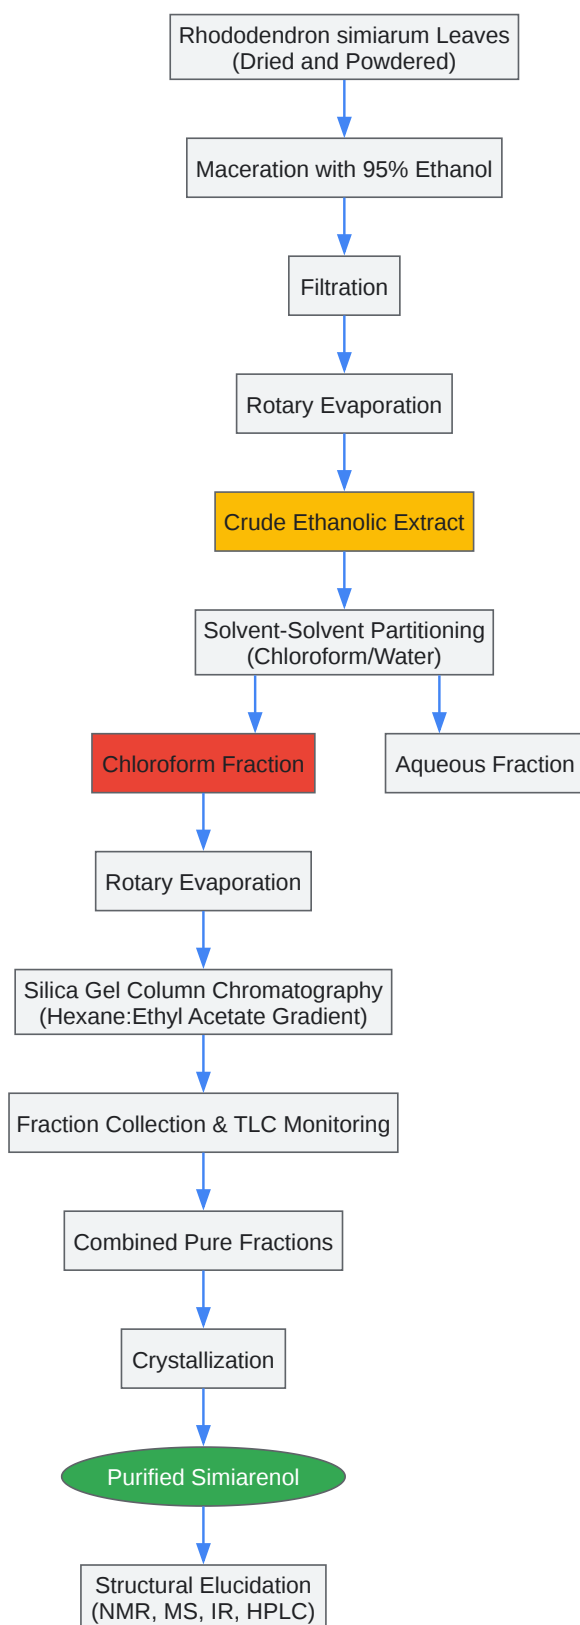 Rhododendron simiarum Leaves
(Dried and Powdered)
Maceration with 95% Ethanol
Filtration
Rotary Evaporation
Crude Ethanolic Extract
Solvent-Solvent Partitioning
(Chloroform/Water)
Chloroform Fraction
Aqueous Fraction
Rotary Evaporation
Silica Gel Column Chromatography
(Hexane:Ethyl Acetate Gradient)
Fraction Collection & TLC Monitoring
Combined Pure Fractions
Crystallization
Purified Simiarenol
Structural Elucidation
(NMR, MS, IR, HPLC)